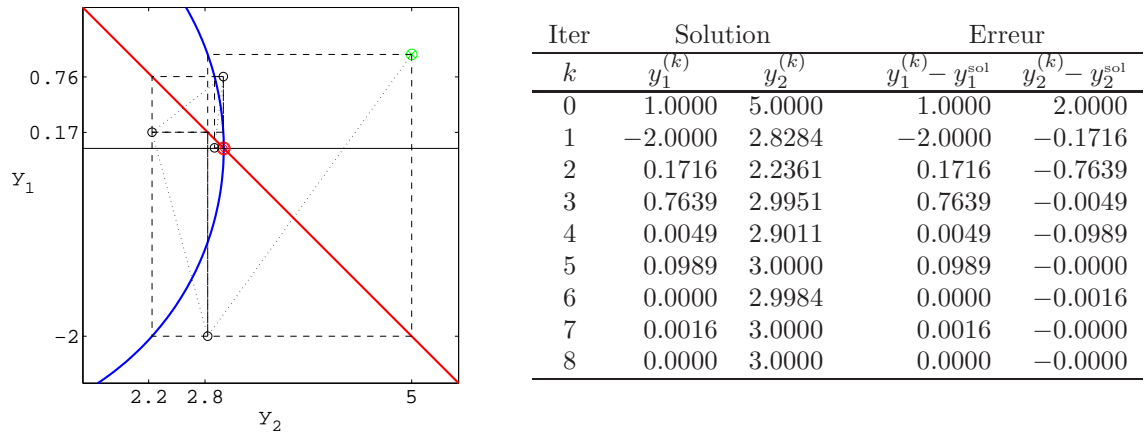 0.76
0.17
y1
-2
2.2 2.8 5
y2
Iter Solution Erreur
k y1^(k) y2^(k) y1^(k) − y1^sol y2^(k) − y2^sol
0 1.0000 5.0000 1.0000 2.0000
1 −2.0000 2.8284 −2.0000 −0.1716
2 0.1716 2.2361 0.1716 −0.7639
3 0.7639 2.9951 0.7639 −0.0049
4 0.0049 2.9011 0.0049 −0.0989
5 0.0989 3.0000 0.0989 −0.0000
6 0.0000 2.9984 0.0000 −0.0016
7 0.0016 3.0000 0.0016 −0.0000
8 0.0000 3.0000 0.0000 −0.0000